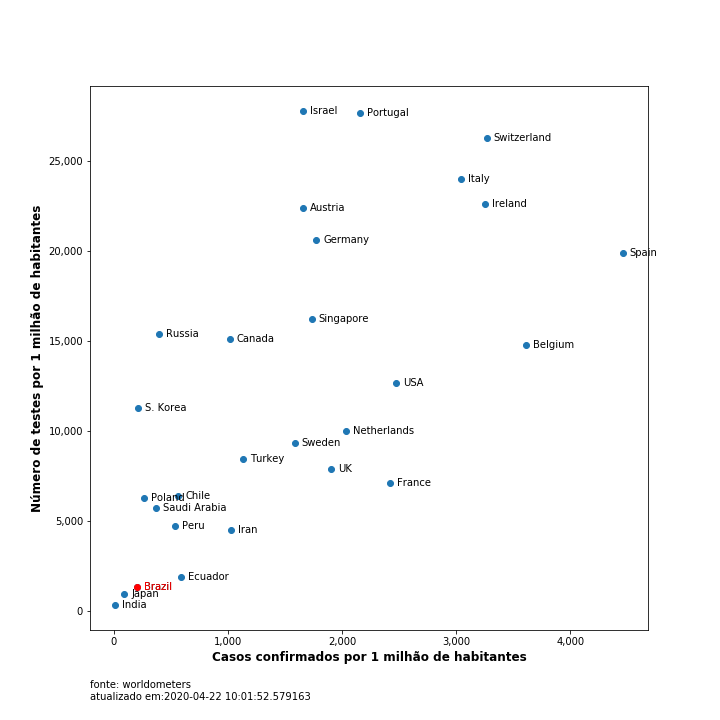 Israel
Portugal
Switzerland
Italy
Ireland
Austria
Germany
Spain
Singapore
Russia
Canada
Belgium
USA
S. Korea
Netherlands
Sweden
Turkey
UK
France
Poland
Chile
Saudi Arabia
Peru
Iran
Ecuador
Brazil
Japan
India
25,000
20,000
15,000
10,000
5,000
0
Número de testes por 1 milhão de habitantes
0 1,000 2,000 3,000 4,000
Casos confirmados por 1 milhão de habitantes
fonte: worldometers
atualizado em:2020-04-22 10:01:52.579163